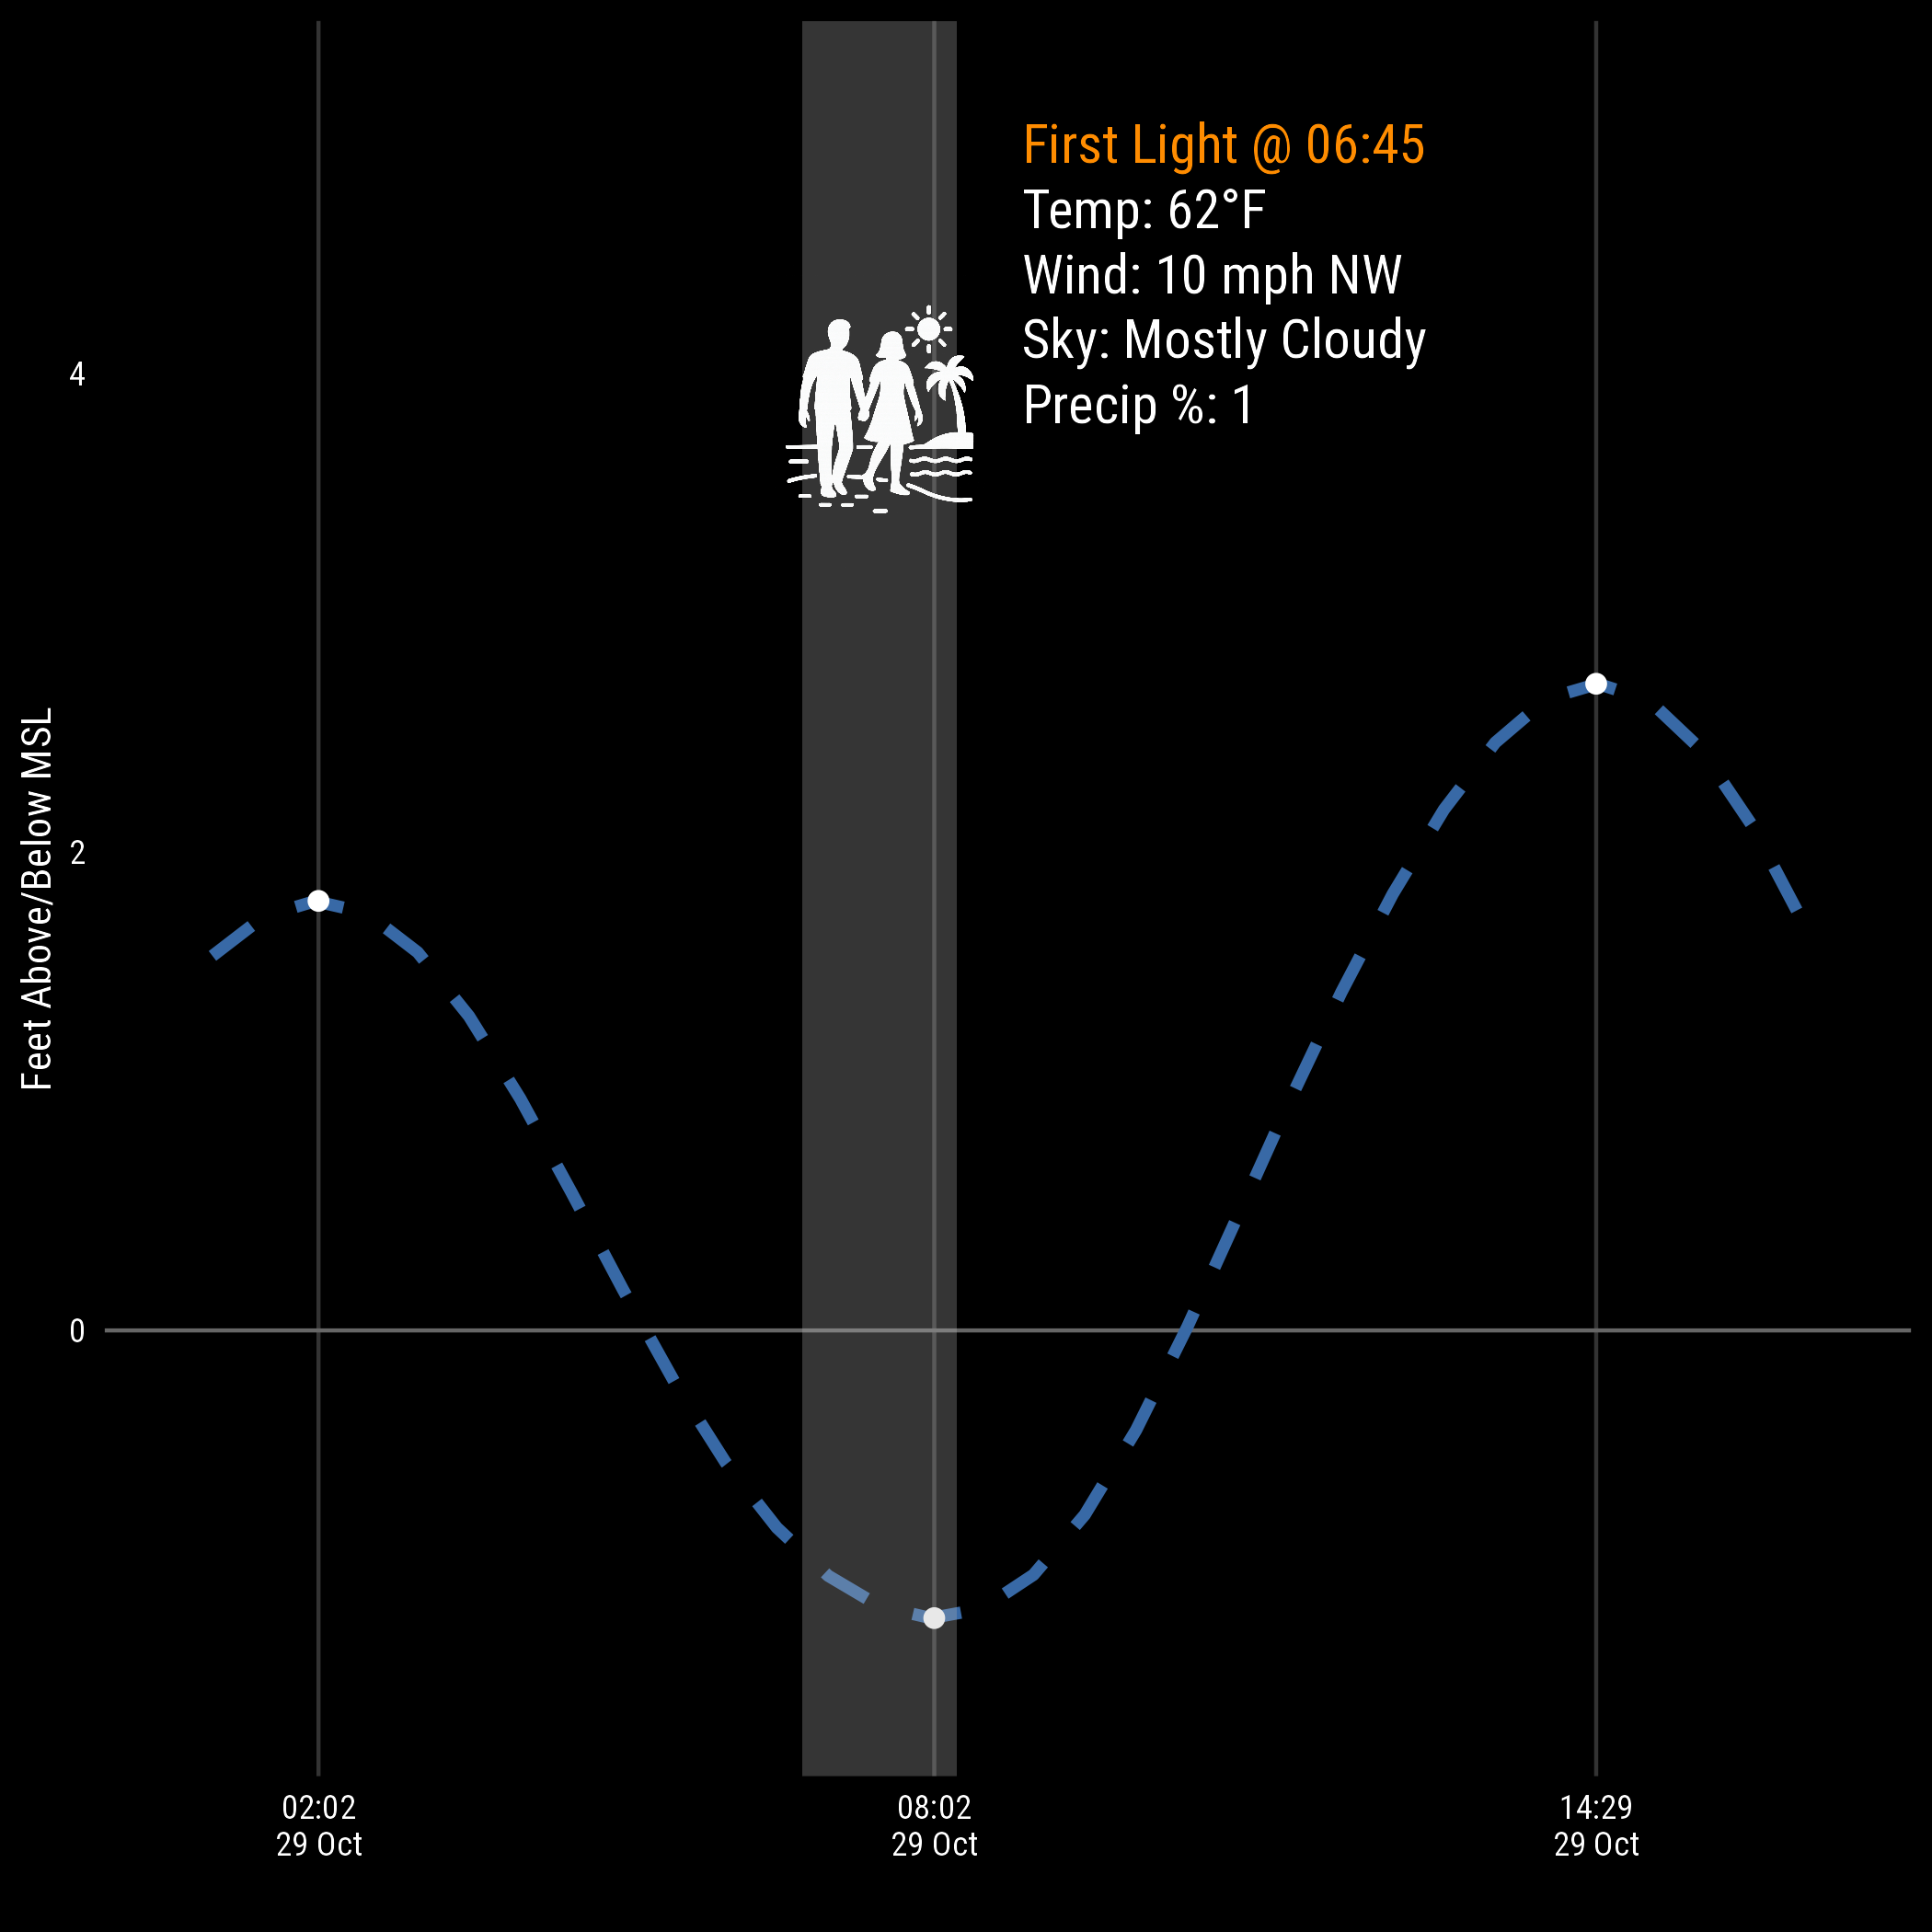 First Light @ 06:45
Temp: 62°F
Wind: 10 mph NW
Sky: Mostly Cloudy
Precip %: 1
Feet Above/Below MSL
4
2
0
02:02
29 Oct
08:02
29 Oct
14:29
29 Oct